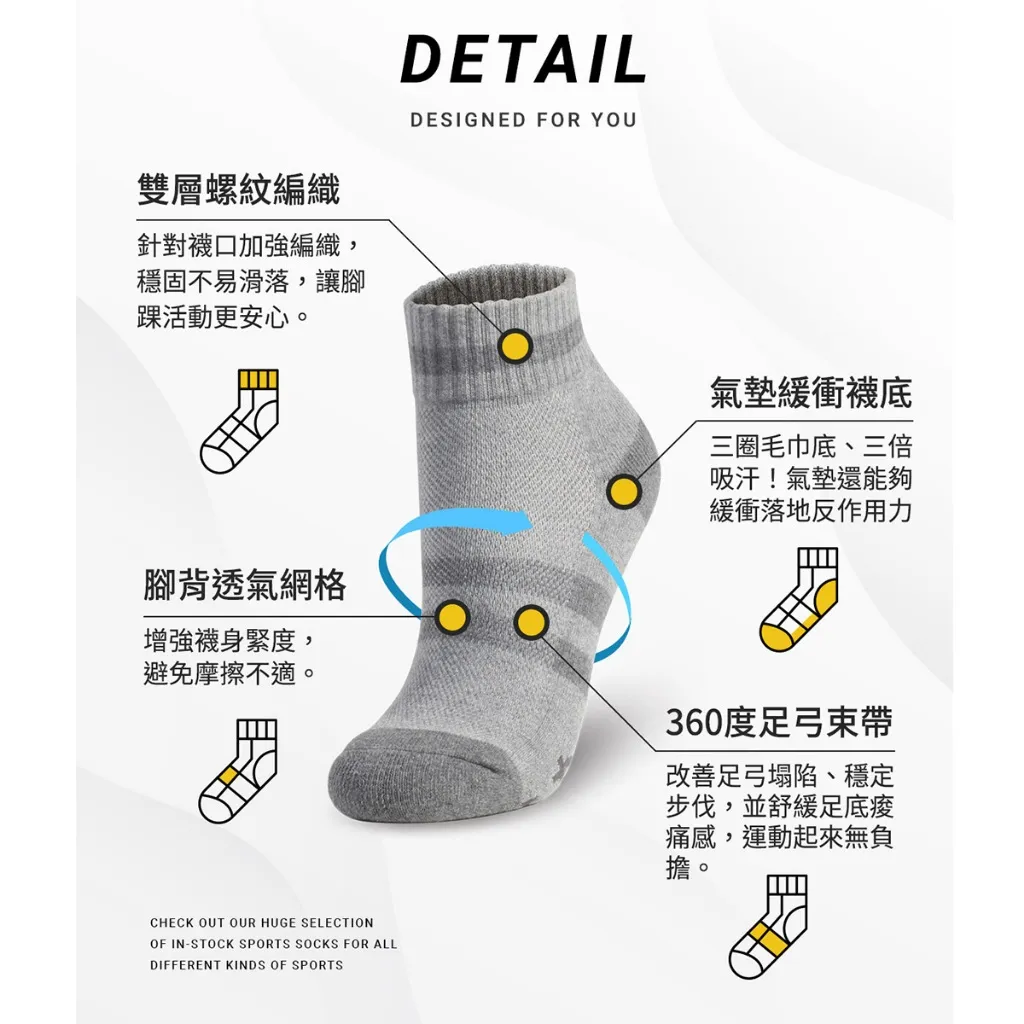 DETAIL
DESIGNED FOR YOU
雙層螺紋編織
針對襪口加強編織，
穩固不易滑落，讓腳
踝活動更安心。
氣墊緩衝襪底
三圈毛巾底、三倍
吸汗！氣墊還能夠
緩衝落地反作用力
腳背透氣網格
增強襪身緊度，
避免摩擦不適。
360度足弓束帶
改善足弓塌陷、穩定
步伐，並舒緩足底痠
痛感，運動起來無負
擔。
CHECK OUT OUR HUGE SELECTION
OF IN-STOCK SPORTS SOCKS FOR ALL
DIFFERENT KINDS OF SPORTS